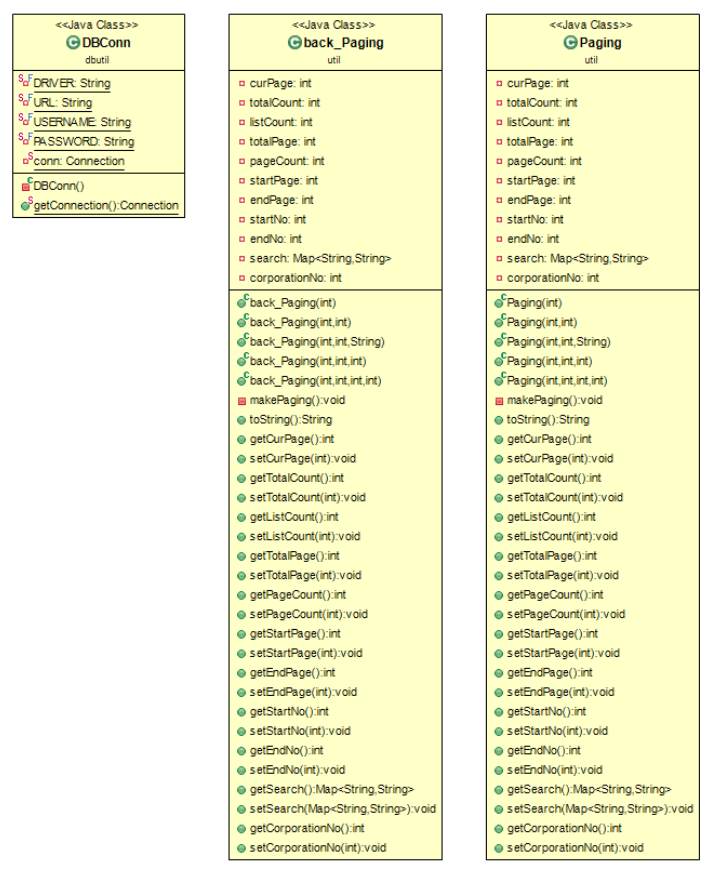 <<Java Class>>
DBConn
dbutil
DRIVER: String
URL: String
USERNAME: String
PASSWORD: String
conn: Connection
DBConn()
getConnection():Connection
<<Java Class>>
back_Paging
util
curPage: int
totalCount: int
listCount: int
totalPage: int
pageCount: int
startPage: int
endPage: int
startNo: int
endNo: int
search: Map<String,String>
corporationNo: int
back_Paging(int)
back_Paging(int,int)
back_Paging(int,int,String)
back_Paging(int,int,int)
back_Paging(int,int,int,int)
makePaging():void
toString():String
getCurPage():int
setCurPage(int):void
getTotalCount():int
setTotalCount(int):void
getListCount():int
setListCount(int):void
getTotalPage():int
setTotalPage(int):void
getPageCount():int
setPageCount(int):void
getStartPage():int
setStartPage(int):void
getEndPage():int
setEndPage(int):void
getStartNo():int
setStartNo(int):void
getEndNo():int
setEndNo(int):void
getSearch():Map<String,String>
setSearch(Map<String,String>):void
getCorporationNo():int
setCorporationNo(int):void
<<Java Class>>
Paging
util
curPage: int
totalCount: int
listCount: int
totalPage: int
pageCount: int
startPage: int
endPage: int
startNo: int
endNo: int
search: Map<String,String>
corporationNo: int
Paging(int)
Paging(int,int)
Paging(int,int,String)
Paging(int,int,int)
Paging(int,int,int,int)
makePaging():void
toString():String
getCurPage():int
setCurPage(int):void
getTotalCount():int
setTotalCount(int):void
getListCount():int
setListCount(int):void
getTotalPage():int
setTotalPage(int):void
getPageCount():int
setPageCount(int):void
getStartPage():int
setStartPage(int):void
getEndPage():int
setEndPage(int):void
getStartNo():int
setStartNo(int):void
getEndNo():int
setEndNo(int):void
getSearch():Map<String,String>
setSearch(Map<String,String>):void
getCorporationNo():int
setCorporationNo(int):void